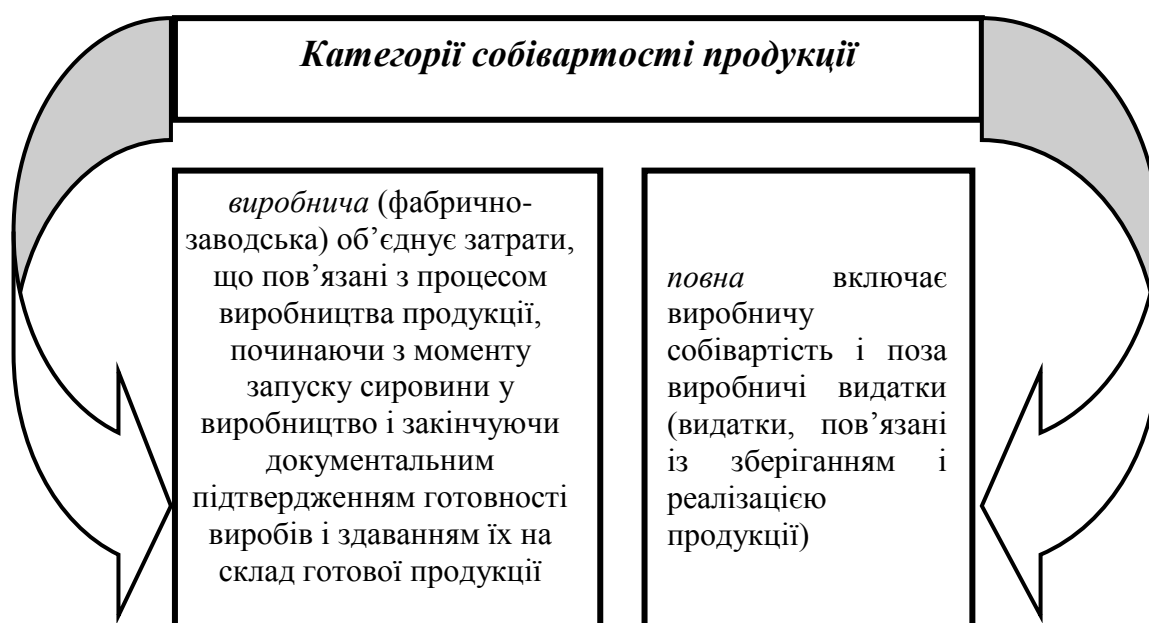 Категорії собівартості продукції
виробнича (фабрично-
заводська) об’єднує затрати,
що пов’язані з процесом
виробництва продукції,
починаючи з моменту
запуску сировини у
виробництво і закінчуючи
документальним
підтвердженням готовності
виробів і здаванням їх на
склад готової продукції
повна включає
виробничу
собівартість і поза
виробничі видатки
(видатки, пов’язані
із зберіганням і
реалізацією
продукції)